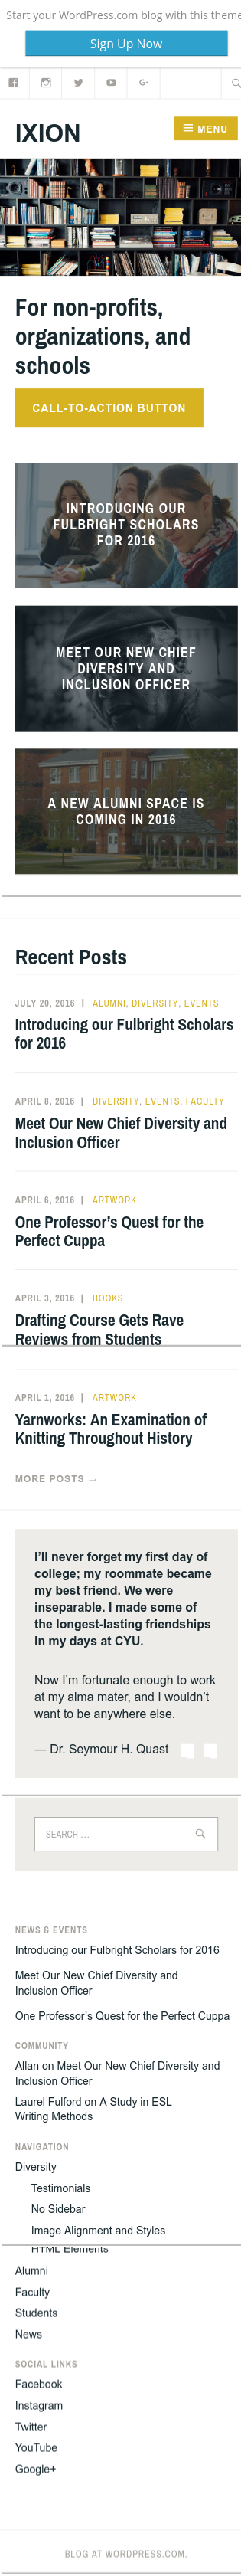 Start your WordPress.com blog with this theme
Sign Up Now
IXION
MENU
For non-profits,
organizations, and
schools
CALL-TO-ACTION BUTTON
INTRODUCING OUR
FULBRIGHT SCHOLARS
FOR 2016
MEET OUR NEW CHIEF
DIVERSITY AND
INCLUSION OFFICER
A NEW ALUMNI SPACE IS
COMING IN 2016
Recent Posts
JULY 20, 2016 | ALUMNI, DIVERSITY, EVENTS
Introducing our Fulbright Scholars
for 2016
APRIL 8, 2016 | DIVERSITY, EVENTS, FACULTY
Meet Our New Chief Diversity and
Inclusion Officer
APRIL 6, 2016 | ARTWORK
One Professor’s Quest for the
Perfect Cuppa
APRIL 3, 2016 | BOOKS
Drafting Course Gets Rave
Reviews from Students
APRIL 1, 2016 | ARTWORK
Yarnworks: An Examination of
Knitting Throughout History
MORE POSTS →
I’ll never forget my first day of
college; my roommate became
my best friend. We were
inseparable. I made some of
the longest-lasting friendships
in my days at CYU.
Now I’m fortunate enough to work
at my alma mater, and I wouldn’t
want to be anywhere else.
— Dr. Seymour H. Quast
SEARCH …
NEWS & EVENTS
Introducing our Fulbright Scholars for 2016
Meet Our New Chief Diversity and
Inclusion Officer
One Professor’s Quest for the Perfect Cuppa
COMMUNITY
Allan on Meet Our New Chief Diversity and
Inclusion Officer
Laurel Fulford on A Study in ESL
Writing Methods
NAVIGATION
Diversity
Testimonials
No Sidebar
Image Alignment and Styles
HTML Elements
Alumni
Faculty
Students
News
SOCIAL LINKS
Facebook
Instagram
Twitter
YouTube
Google+
BLOG AT WORDPRESS.COM.